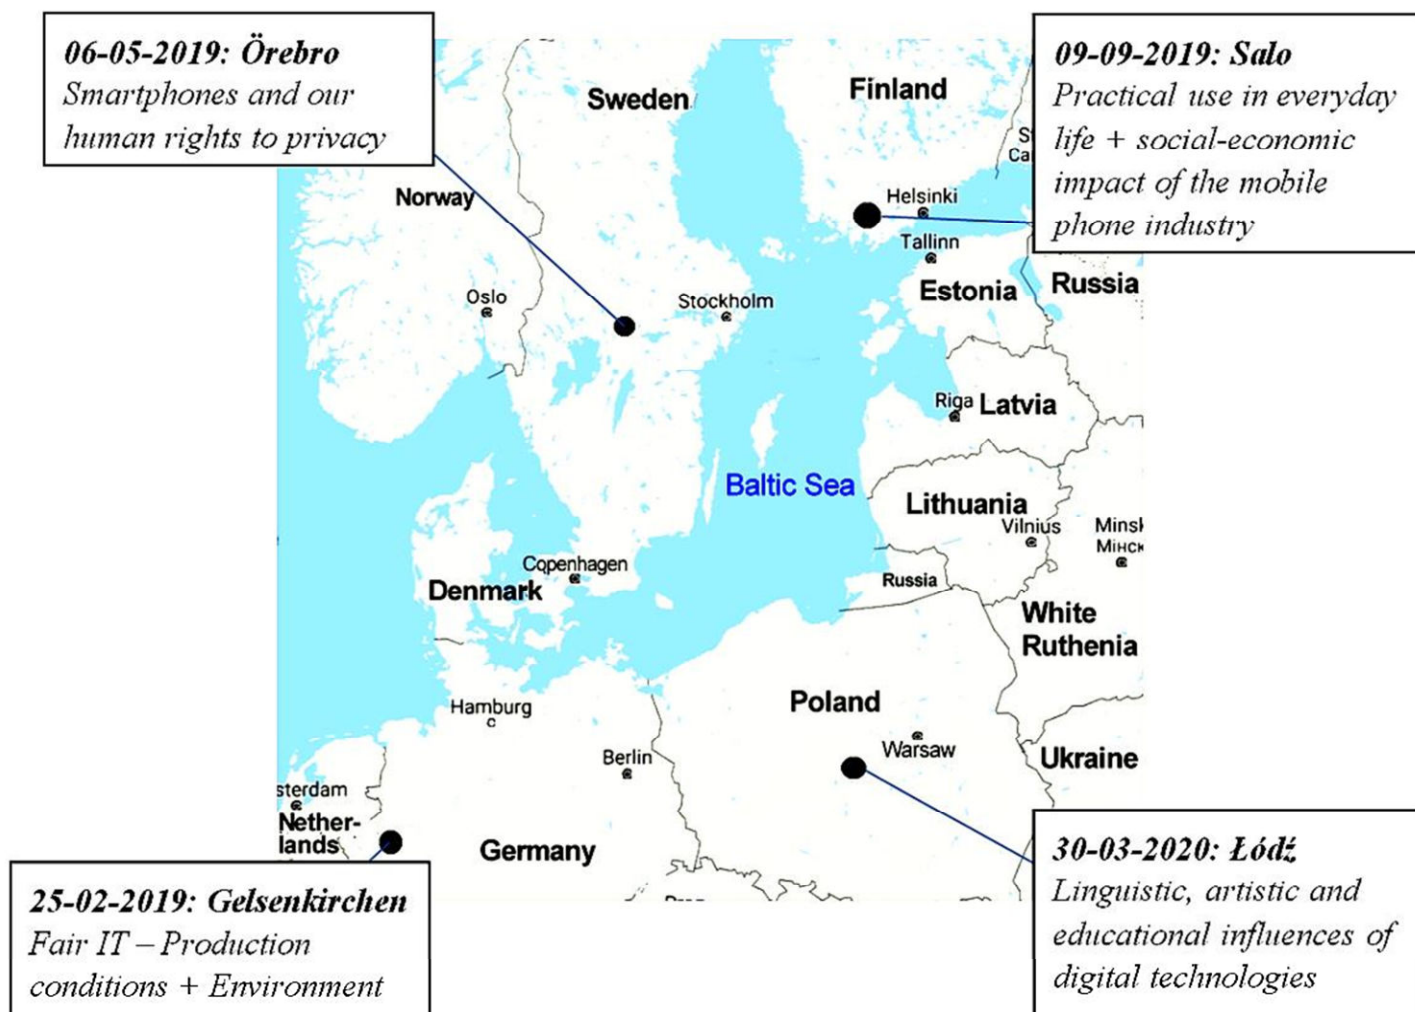 06-05-2019: Örebro
Smartphones and our
human rights to privacy
09-09-2019: Salo
Practical use in everyday
life + social-economic
impact of the mobile
phone industry
Sweden
Finland
Norway
Helsinki
Tallinn
Oslo
Stockholm
Estonia
Russia
Riga
Latvia
Baltic Sea
Lithuania
Vilnius
Minsk
Мінск
Copenhagen
Denmark
Russia
White
Ruthenia
Hamburg
Poland
Warsaw
Berlin
Ukraine
sterdam
Nether-
lands
Germany
25-02-2019: Gelsenkirchen
Fair IT – Production
conditions + Environment
30-03-2020: Łódź
Linguistic, artistic and
educational influences of
digital technologies